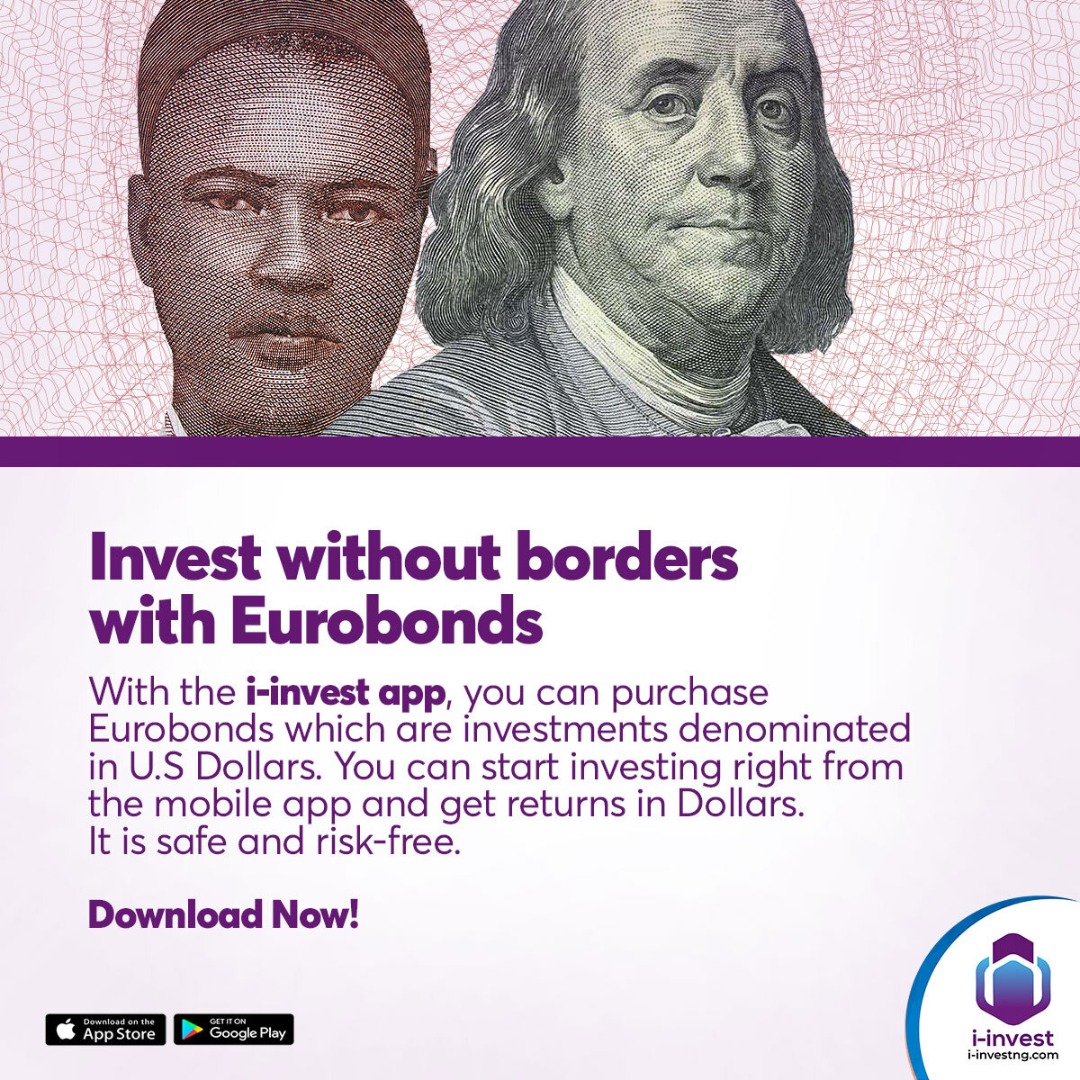 Invest without borders
with Eurobonds
With the i-invest app, you can purchase
Eurobonds which are investments denominated
in U.S Dollars. You can start investing right from
the mobile app and get returns in Dollars.
It is safe and risk-free.
Download Now!
Download on the
App Store
GET IT ON
Google Play
i-invest
i-investng.com